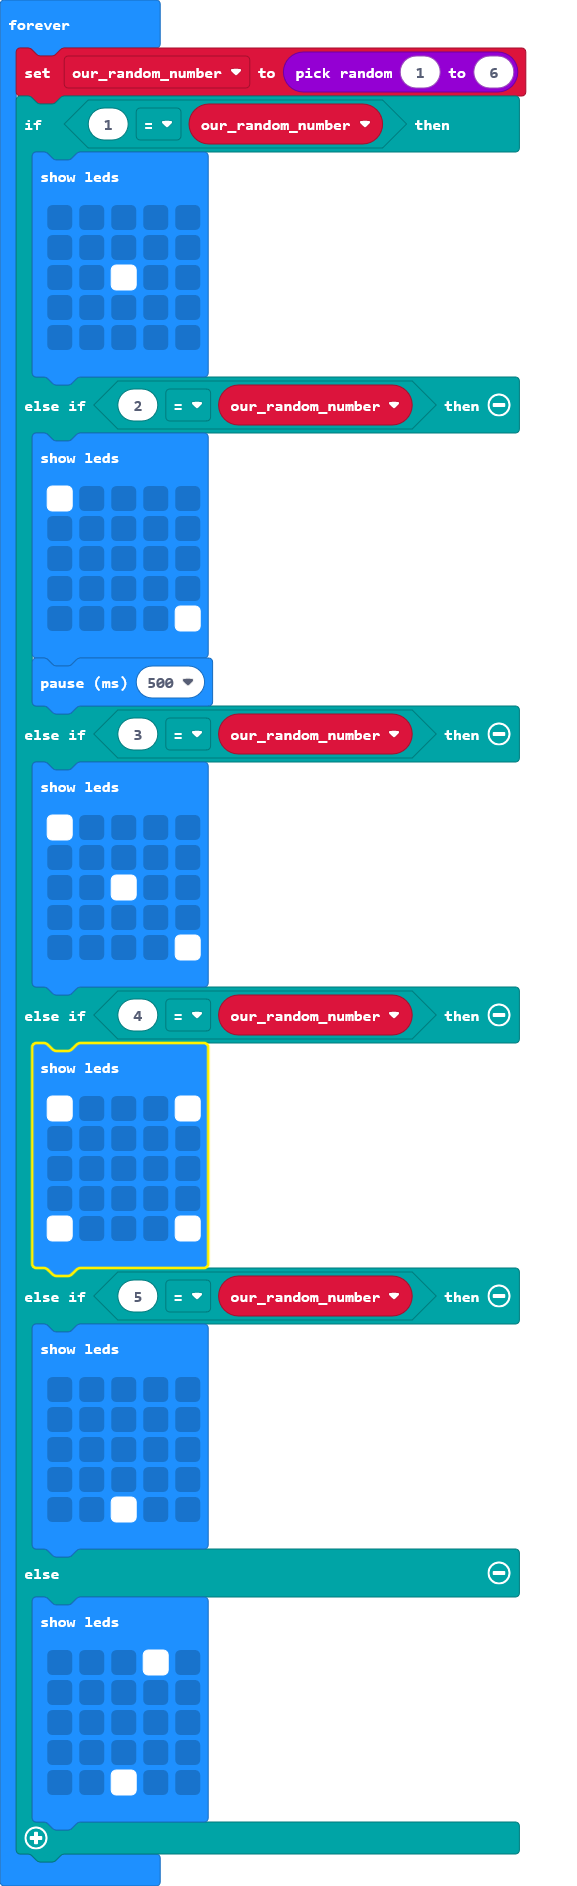 forever
set our_random_number to pick random 1 to 6
if 1 = our_random_number then
show leds
else if 2 = our_random_number then
show leds
pause (ms) 500
else if 3 = our_random_number then
show leds
else if 4 = our_random_number then
show leds
else if 5 = our_random_number then
show leds
else
show leds